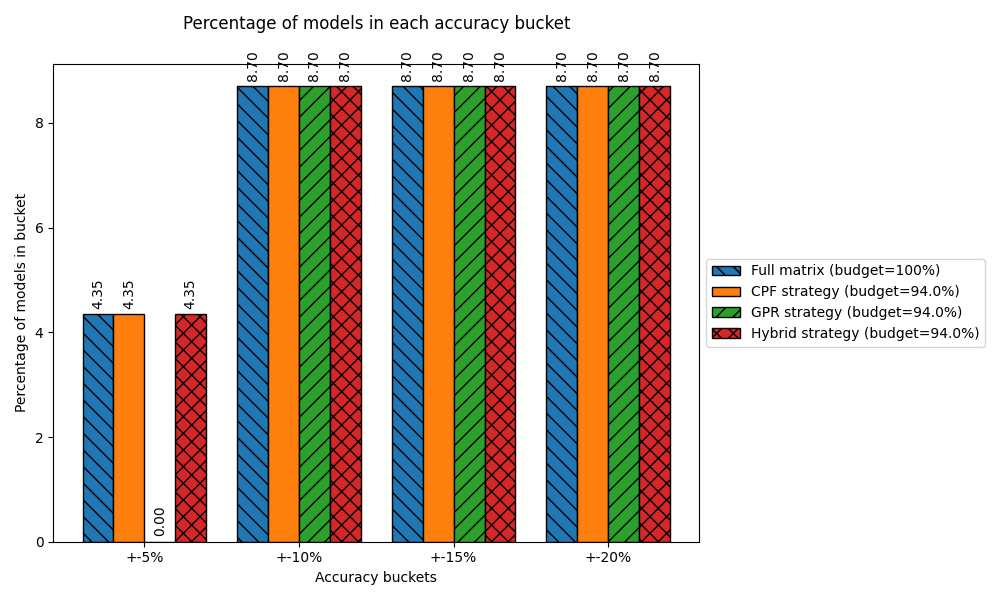 Percentage of models in each accuracy bucket
8.70 8.70 8.70 8.70 8.70 8.70 8.70 8.70 8.70 8.70 8.70 8.70
4.35 4.35 0.00 4.35
Percentage of models in bucket
8
6
4
2
0
+-5% +-10% +-15% +-20%
Accuracy buckets
Full matrix (budget=100%)
CPF strategy (budget=94.0%)
GPR strategy (budget=94.0%)
Hybrid strategy (budget=94.0%)